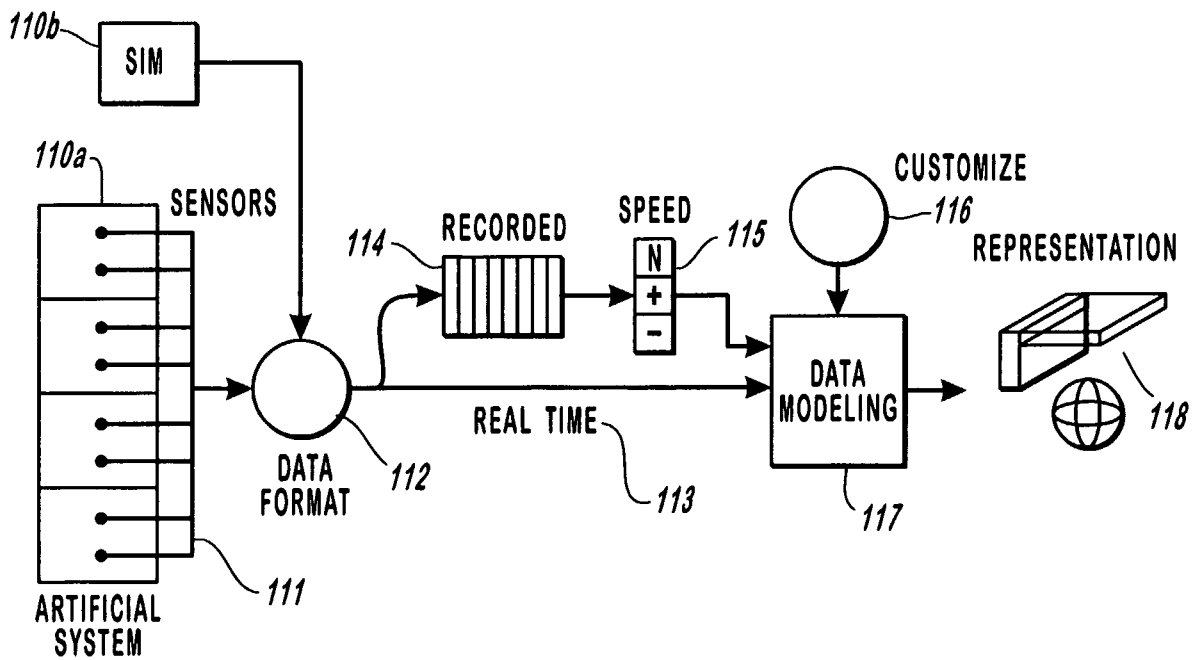 110b
SIM
110a
SENSORS
ARTIFICIAL
SYSTEM
111
DATA
FORMAT
112
114
RECORDED
SPEED
N
+
-
115
REAL TIME
113
CUSTOMIZE
116
DATA
MODELING
117
REPRESENTATION
118